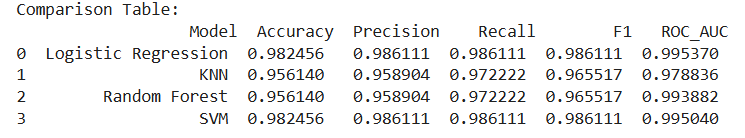 Comparison Table:
Model Accuracy Precision Recall F1 ROC_AUC
0 Logistic Regression 0.982456 0.986111 0.986111 0.986111 0.995370
1 KNN 0.956140 0.958904 0.972222 0.965517 0.978836
2 Random Forest 0.956140 0.958904 0.972222 0.965517 0.993882
3 SVM 0.982456 0.986111 0.986111 0.986111 0.995040